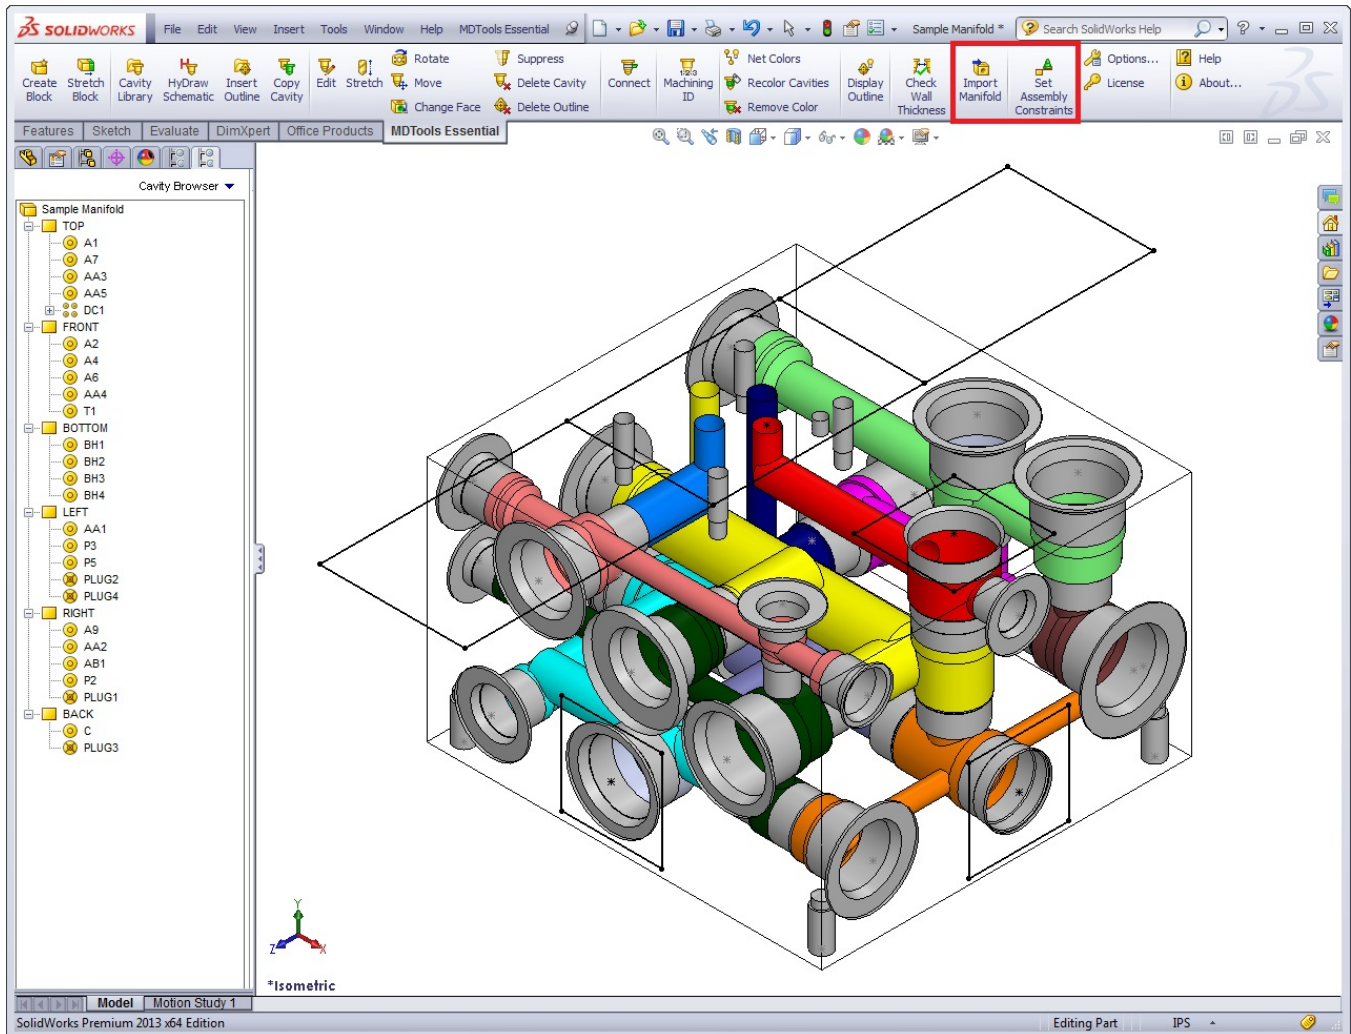 SOLIDWORKS File Edit View Insert Tools Window Help MDTools Essential Sample Manifold * Search SolidWorks Help
Create Block
Stretch Block
Cavity Library
HyDraw Schematic
Insert Outline
Copy Cavity
Edit
Stretch
Rotate
Move
Change Face
Suppress
Delete Cavity
Delete Outline
Connect
Machining ID
Net Colors
Recolor Cavities
Remove Color
Display Outline
Check Wall Thickness
Import Manifold
Set Assembly Constraints
Options...
License
Help
About...
Features Sketch Evaluate DimXpert Office Products MDTools Essential
Cavity Browser
Sample Manifold
TOP
A1
A7
AA3
AA5
DC1
FRONT
A2
A4
A6
AA4
T1
BOTTOM
BH1
BH2
BH3
BH4
LEFT
AA1
P3
P5
PLUG2
PLUG4
RIGHT
A9
AA2
AB1
P2
PLUG1
BACK
C
PLUG3
Y
Z
X
*Isometric
Model Motion Study 1
SolidWorks Premium 2013 x64 Edition Editing Part IPS